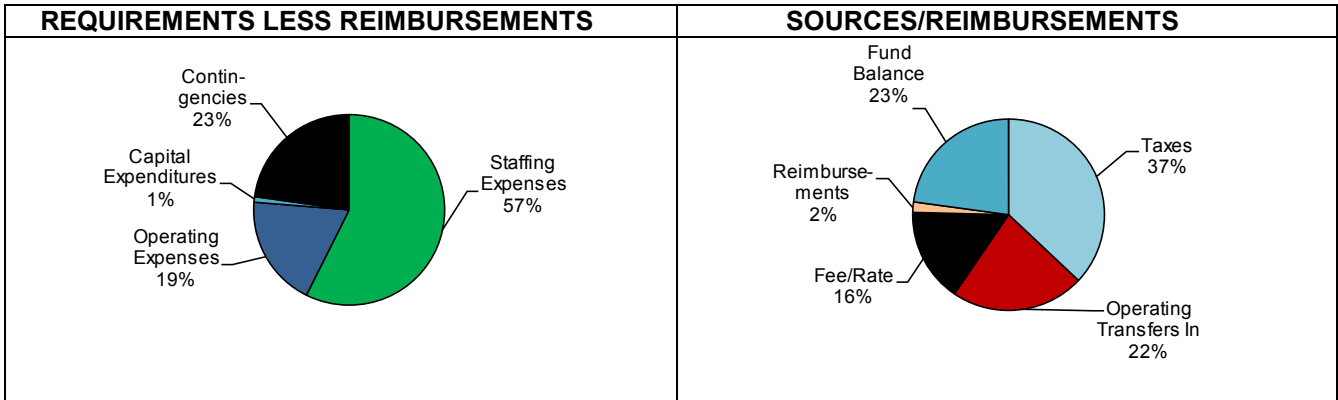 REQUIREMENTS LESS REIMBURSEMENTS
Contin-
gencies
23%
Capital
Expenditures
1%
Operating
Expenses
19%
Staffing
Expenses
57%
SOURCES/REIMBURSEMENTS
Fund
Balance
23%
Reimburse-
ments
2%
Fee/Rate
16%
Taxes
37%
Operating
Transfers In
22%